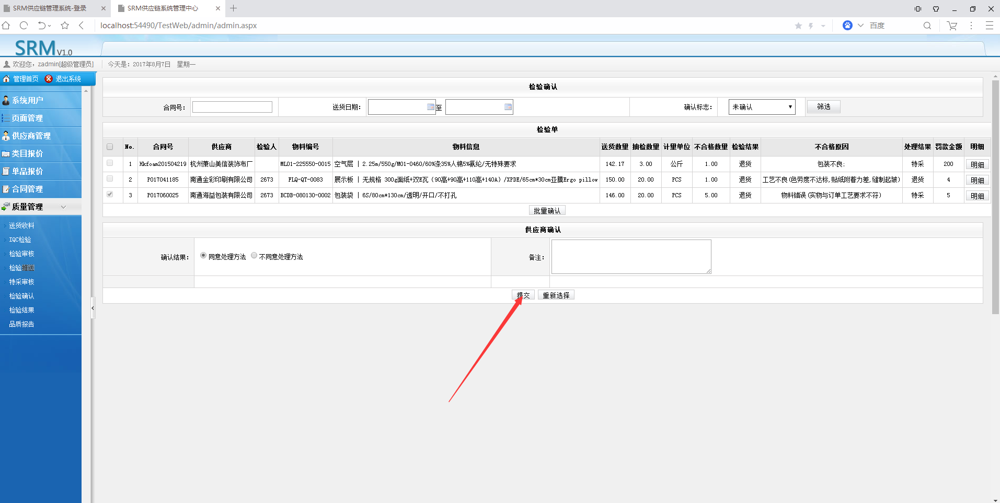 SRM供应链管理系统-登录
SRM供应链系统管理中心
localhost:54490/TestWeb/admin/admin.aspx
百度
SRM V1.0
欢迎您，zadmin[超级管理员]
今天是：2017年8月7日 星期一
管理首页 退出系统
系统用户
页面管理
供应商管理
类目报价
单品报价
合同管理
质量管理
送货收料
IQC检验
检验审核
检验推送
特采审核
检验确认
检验结果
品质报告
检验确认
合同号： 送货日期： 至 确认标志： 未确认 筛选
检验单
No. 合同号 供应商 检验人 物料编号 物料信息 送货数量 抽检数量 计量单位 不合格数量 检验结果 不合格原因 处理结果 罚款金额 明细
1 Hkfoam201504219 杭州萧山美信装饰布厂 ML01-225550-0015 空气层 | 2.25m/550g/M01-0460/60%条35%人棉5%氨纶/无特殊要求 142.17 3.00 公斤 1.00 退货 包装不良; 特采 200 明细
2 PO17041185 南通金彩印刷有限公司 2673 FLQ-QT-0083 展示板 | 无规格 300g面纸+双E瓦（90高+90高+110高+140A）/XPDE/65cm*30cm亚膜Ergo pillow 150.00 20.00 PCS 1.00 退货 工艺不良(色劳度不达标,贴纸附着力差,缝制起皱) 退货 4 明细
3 PO17060025 南通海益包装有限公司 2673 BCDB-080130-0002 包装袋 | 6S/80cm*130cm/透明/开口/不打孔 146.00 20.00 PCS 5.00 退货 物料错误(实物与订单工艺要求不符) 特采 5 明细
批量确认
供应商确认
确认结果： 同意处理方法 不同意处理方法 备注：
提交 重新选择